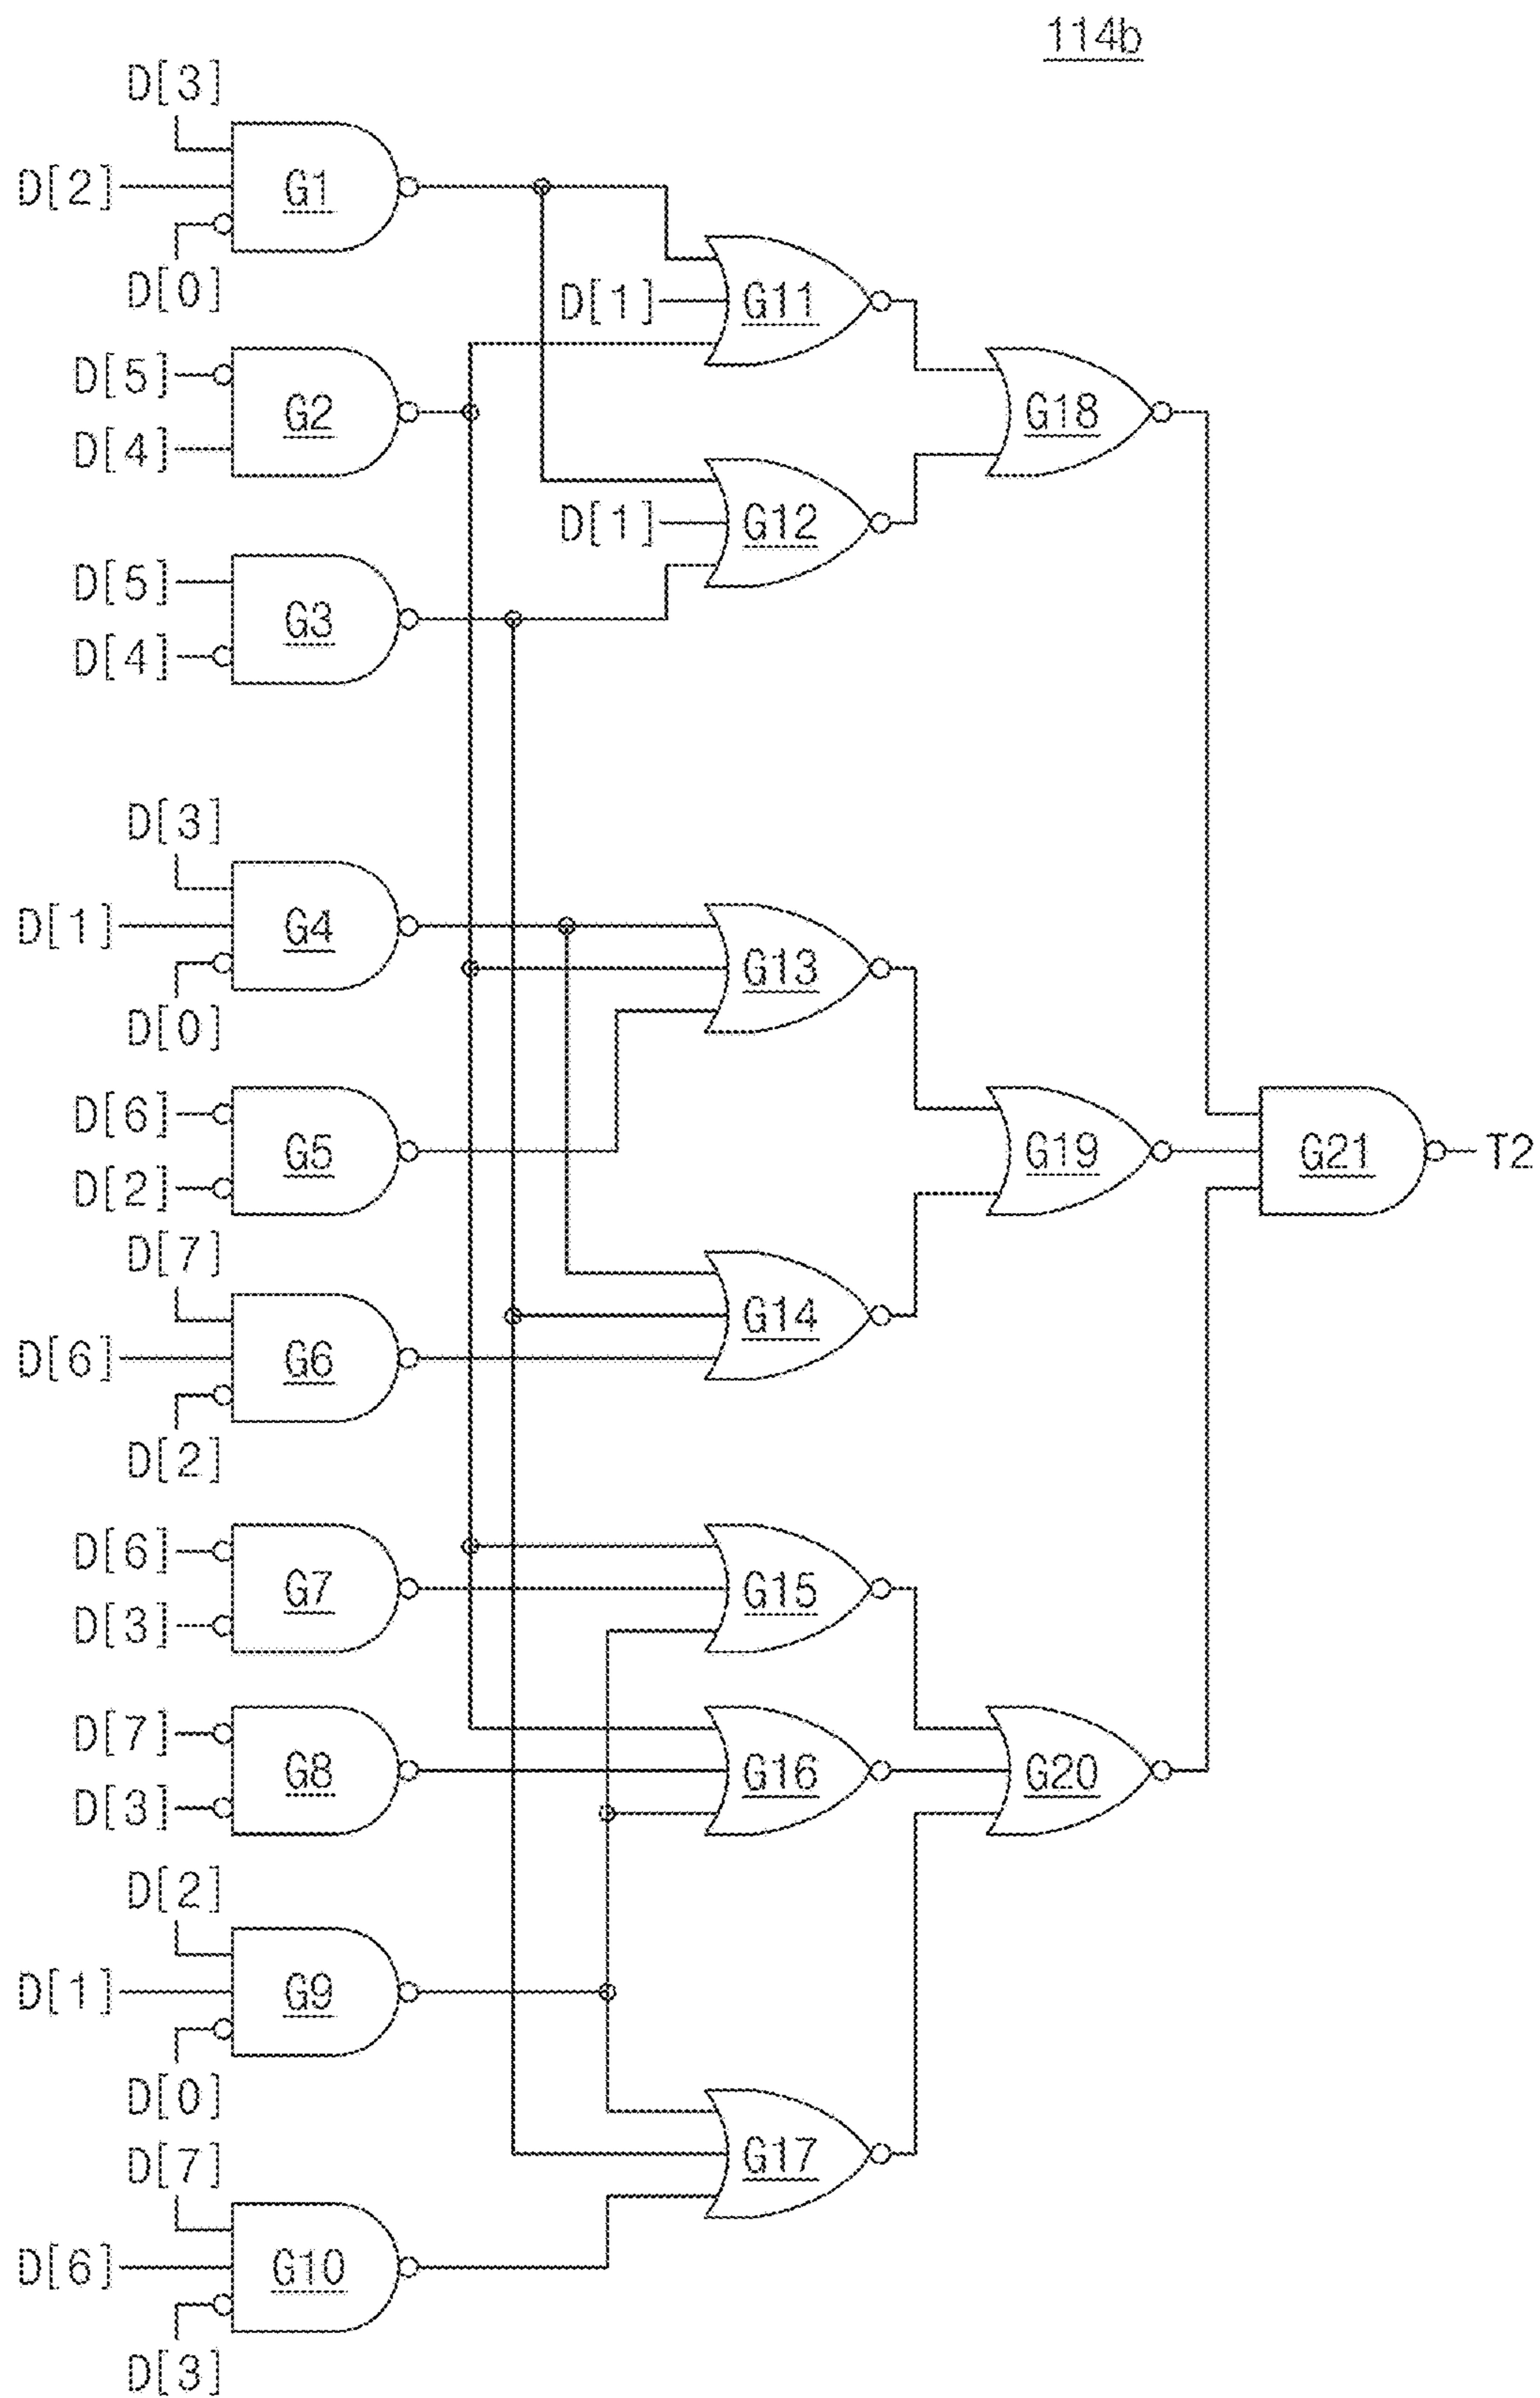 114b
D[3]
D[2]
G1
D[0]
D[1]
G11
D[5]
G2
D[4]
G18
D[1]
G12
D[5]
G3
D[4]
D[3]
D[1]
G4
G13
D[0]
D[6]
G5
D[2]
G19
G21
T2
D[7]
G14
D[6]
G6
D[2]
D[6]
G7
G15
D[3]
D[7]
G8
G16
G20
D[3]
D[2]
D[1]
G9
D[0]
G17
D[7]
D[6]
G10
D[3]